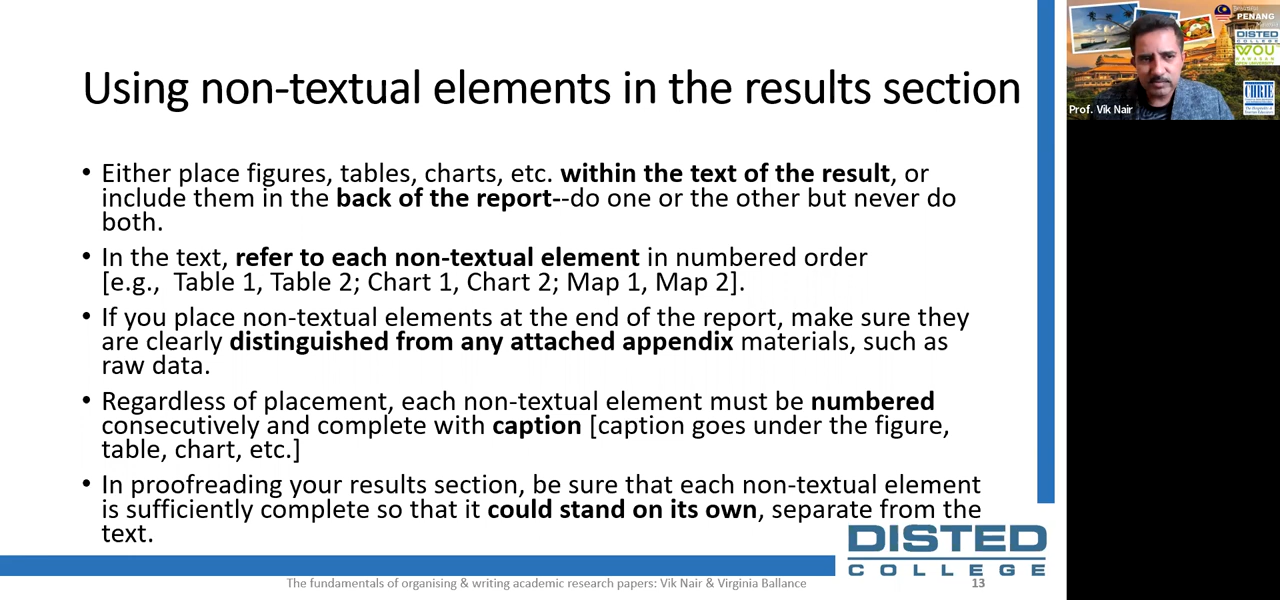 Using non-textual elements in the results section
• Either place figures, tables, charts, etc. within the text of the result, or
include them in the back of the report--do one or the other but never do
both.
• In the text, refer to each non-textual element in numbered order
[e.g., Table 1, Table 2; Chart 1, Chart 2; Map 1, Map 2].
• If you place non-textual elements at the end of the report, make sure they
are clearly distinguished from any attached appendix materials, such as
raw data.
• Regardless of placement, each non-textual element must be numbered
consecutively and complete with caption [caption goes under the figure,
table, chart, etc.]
• In proofreading your results section, be sure that each non-textual element
is sufficiently complete so that it could stand on its own, separate from the
text.
DISTED
COLLEGE
The fundamentals of organising & writing academic research papers: Vik Nair & Virginia Ballance
13
PENANG
DISTED
COLLEGE
WOU
CHRIE
Prof. Vik Nair